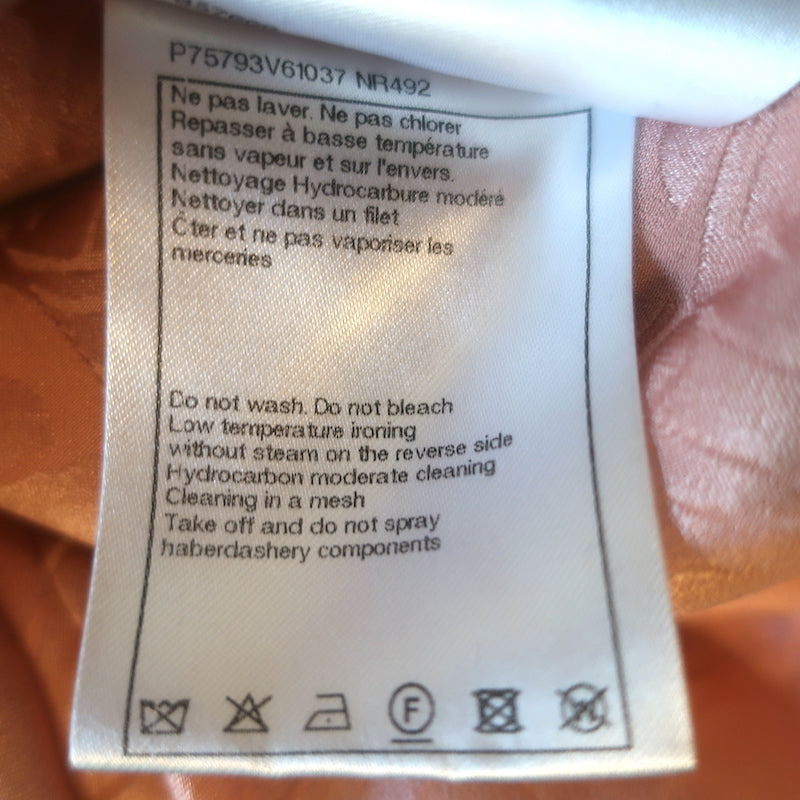 P75793V61037 NR492
Ne pas laver. Ne pas chlorer
Repasser à basse température
sans vapeur et sur l'envers.
Nettoyage Hydrocarbure modéré
Nettoyer dans un filet
Ôter et ne pas vaporiser les
merceries
Do not wash. Do not bleach
Low temperature ironing
without steam on the reverse side
Hydrocarbon moderate cleaning
Cleaning in a mesh
Take off and do not spray
haberdashery components
F